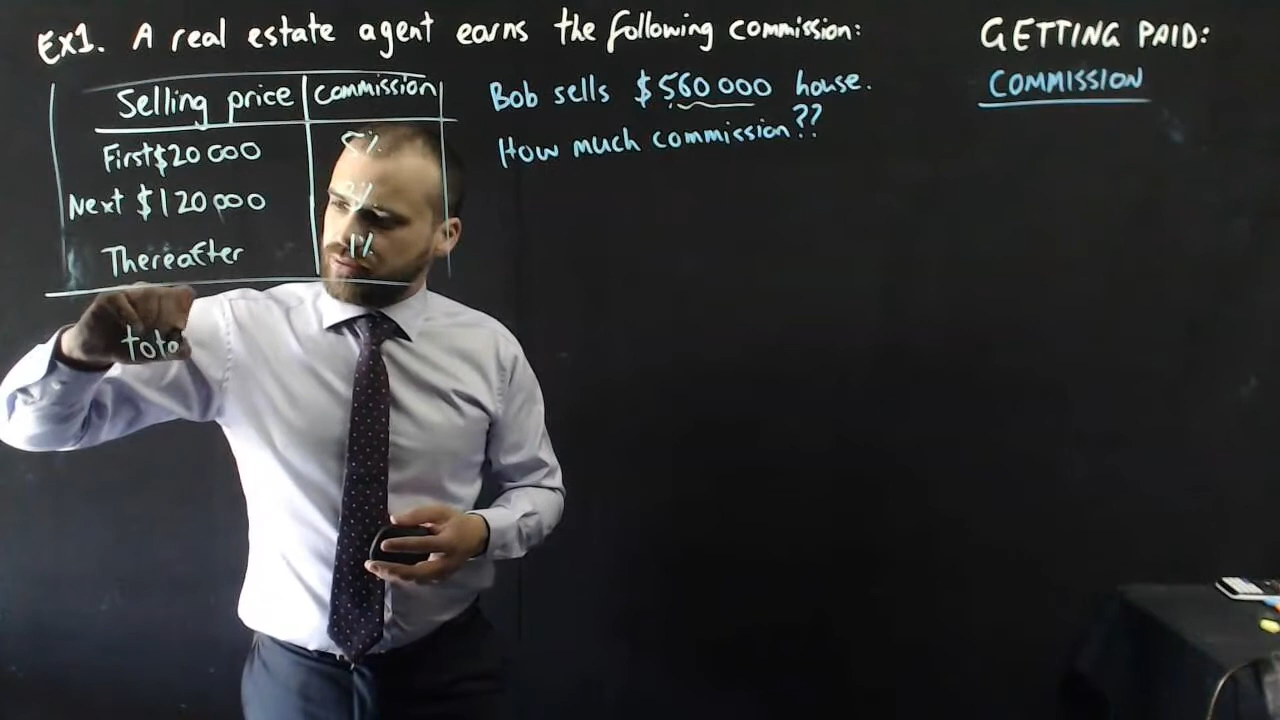 Ex1. A real estate agent earns the following commission:
GETTING PAID:
COMMISSION
Selling price commission
First $20 000
Next $120 000
Thereafter 1%
Bob sells $560 000 house.
How much commission??
tota